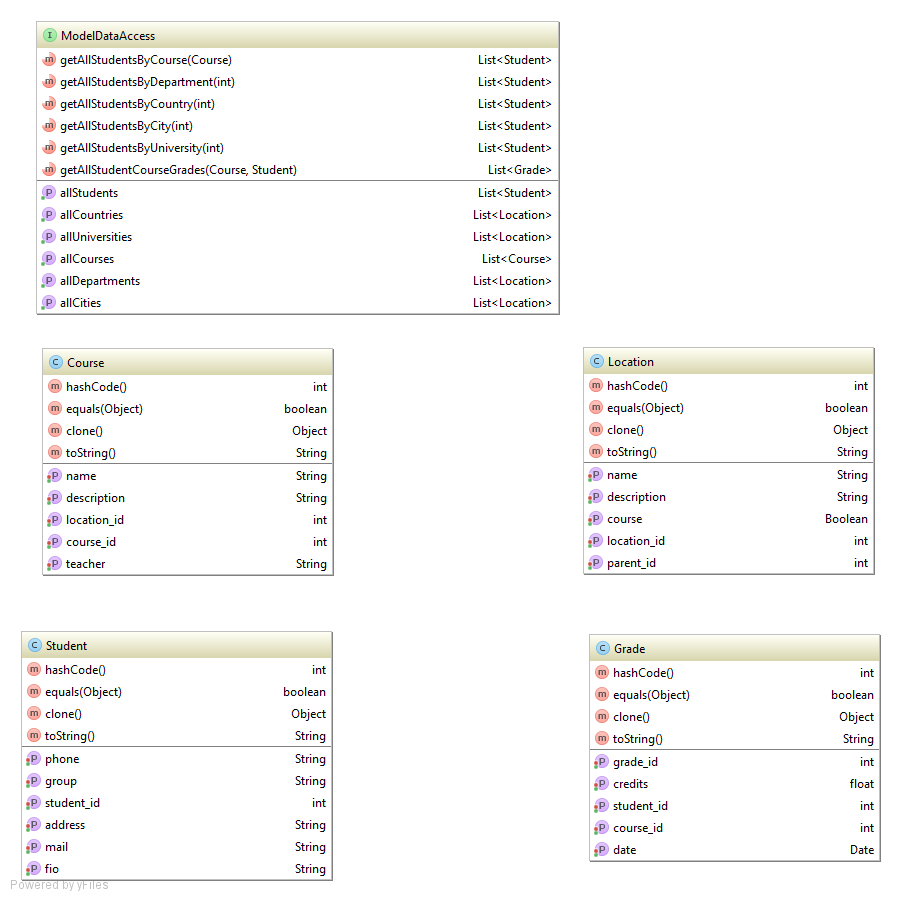 I ModelDataAccess
m getAllStudentsByCourse(Course) List<Student>
m getAllStudentsByDepartment(int) List<Student>
m getAllStudentsByCountry(int) List<Student>
m getAllStudentsByCity(int) List<Student>
m getAllStudentsByUniversity(int) List<Student>
m getAllStudentCourseGrades(Course, Student) List<Grade>
P allStudents List<Student>
P allCountries List<Location>
P allUniversities List<Location>
P allCourses List<Course>
P allDepartments List<Location>
P allCities List<Location>
C Course
m hashCode() int
m equals(Object) boolean
m clone() Object
m toString() String
P name String
P description String
P location_id int
P course_id int
P teacher String
C Location
m hashCode() int
m equals(Object) boolean
m clone() Object
m toString() String
P name String
P description String
P course Boolean
P location_id int
P parent_id int
C Student
m hashCode() int
m equals(Object) boolean
m clone() Object
m toString() String
P phone String
P group String
P student_id int
P address String
P mail String
P fio String
C Grade
m hashCode() int
m equals(Object) boolean
m clone() Object
m toString() String
P grade_id int
P credits float
P student_id int
P course_id int
P date Date
Powered by yFiles